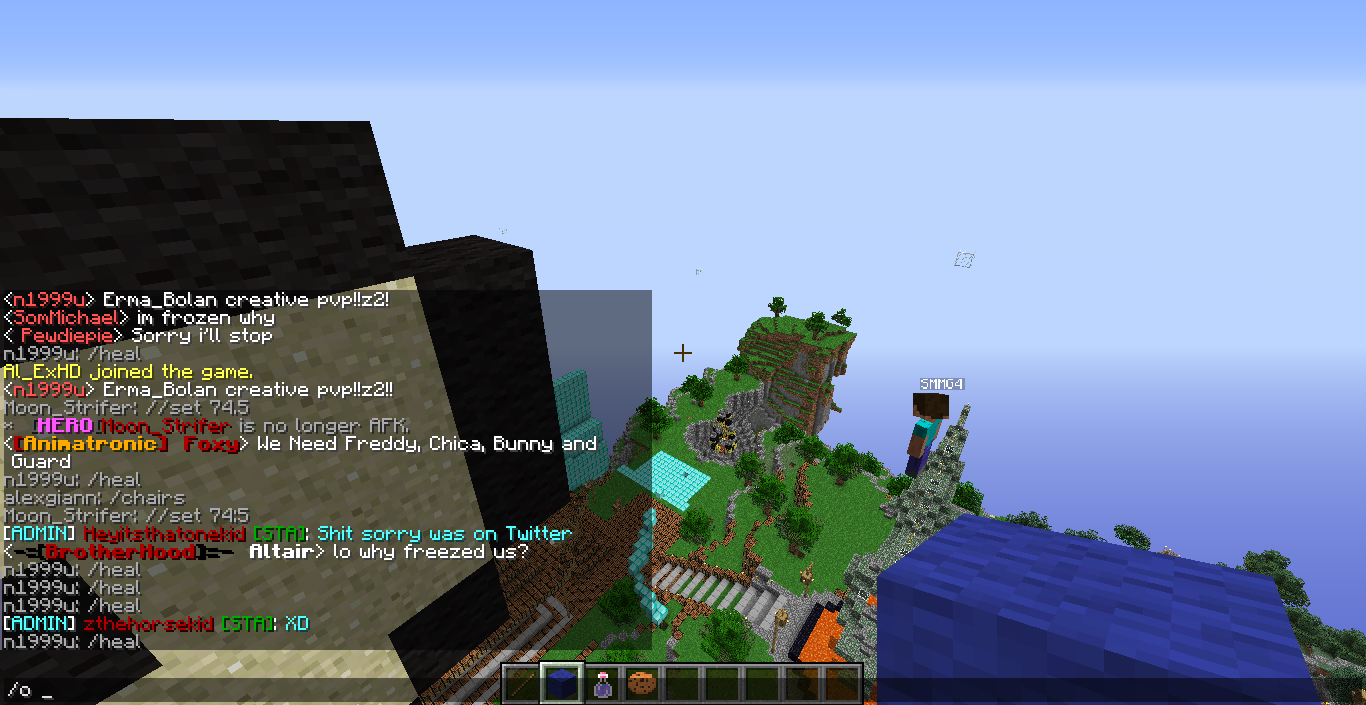 <n1999u> Erma_Bolan creative pvp!!z2!
<SomMichael> im frozen why
< Pewdiepie> Sorry i'll stop
n1999u: /heal
Al_ExHD joined the game.
<n1999u> Erma_Bolan creative pvp!!z2!!
Moon_Strifer: //set 74:5
* [HERO]Moon_Strifer is no longer AFK.
<[Animatronic] Foxy> We Need Freddy, Chica, Bunny and
Guard
n1999u: /heal
alexgiann: /chairs
Moon_Strifer: //set 74:5
[ADMIN] Heyitsthatonekid [STA]: Shit sorry was on Twitter
<-=[BrotherHood]=- Altair> lo why freezed us?
n1999u: /heal
n1999u: /heal
n1999u: /heal
[ADMIN] zthehorsekid [STA]: XD
n1999u: /heal
/o _
SMM64